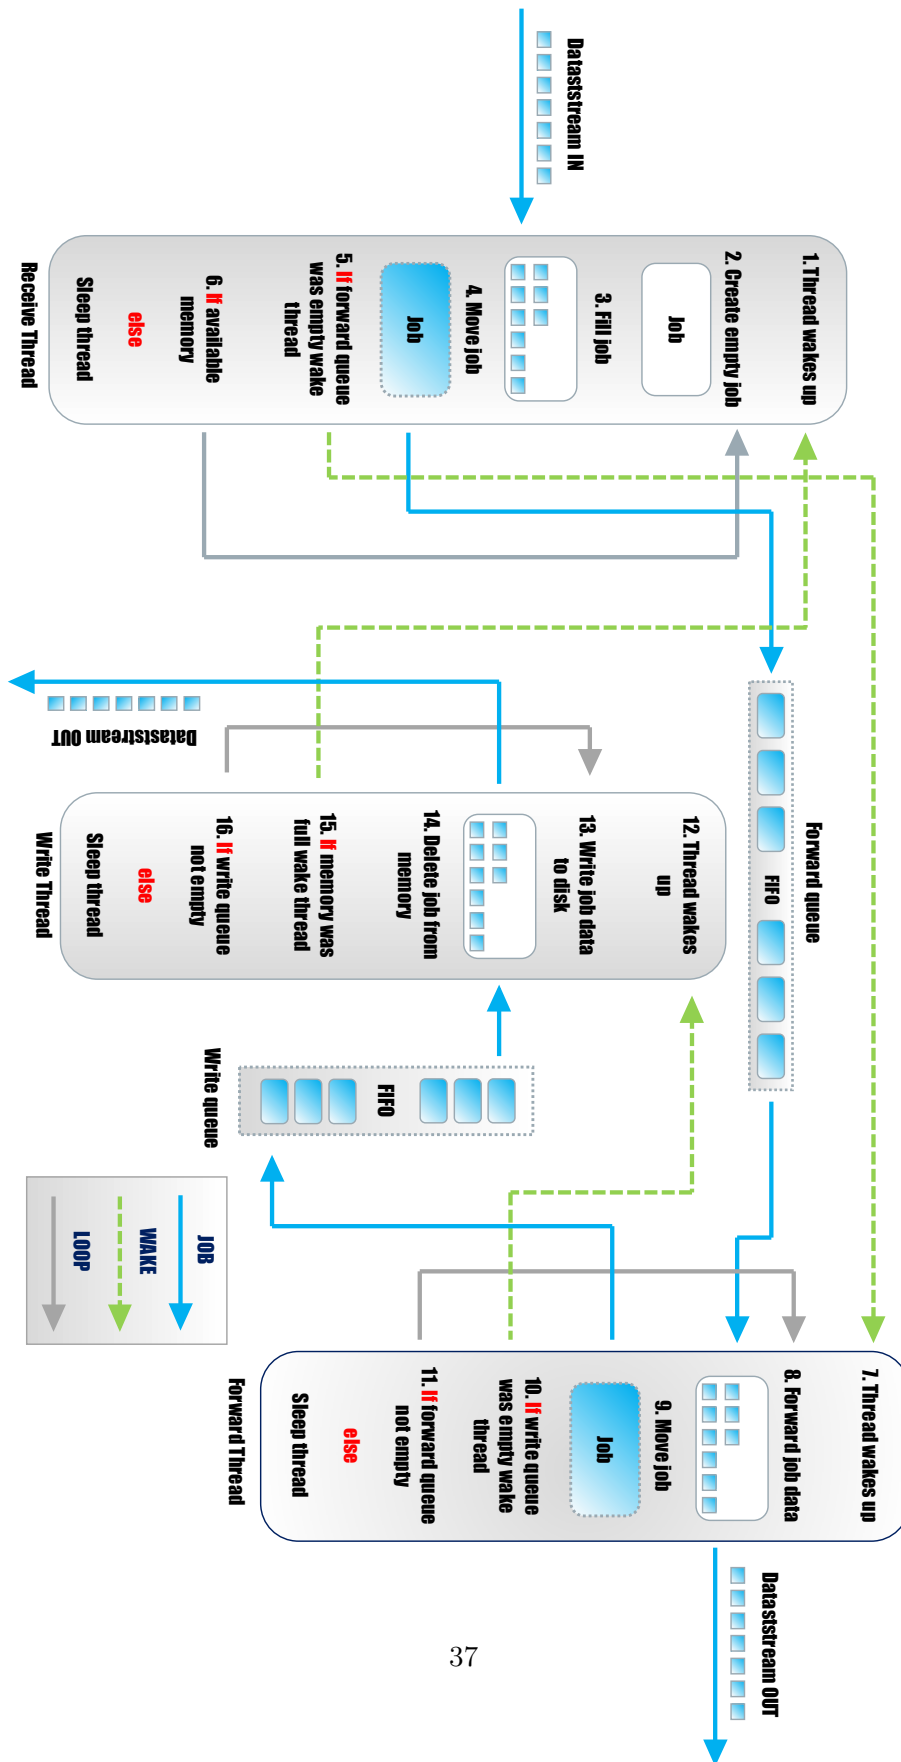 Dataststream IN
1. Thread wakes up
2. Create empty job
Job
3. Fill job
4. Move job
Job
5. If forward queue
was empty wake
thread
6. If available
memory
else
Sleep thread
Receive Thread
Forward queue
FIFO
Dataststream OUT
12. Thread wakes
up
13. Write job data
to disk
14. Delete job from
memory
15. If memory was
full wake thread
16. If write queue
not empty
else
Sleep thread
Write Thread
FIFO
Write queue
7. Thread wakes up
8. Forward job data
9. Move job
Job
10. If write queue
was empty wake
thread
11. If forward queue
not empty
else
Sleep thread
Forward Thread
Dataststream OUT
JOB
WAKE
LOOP
37